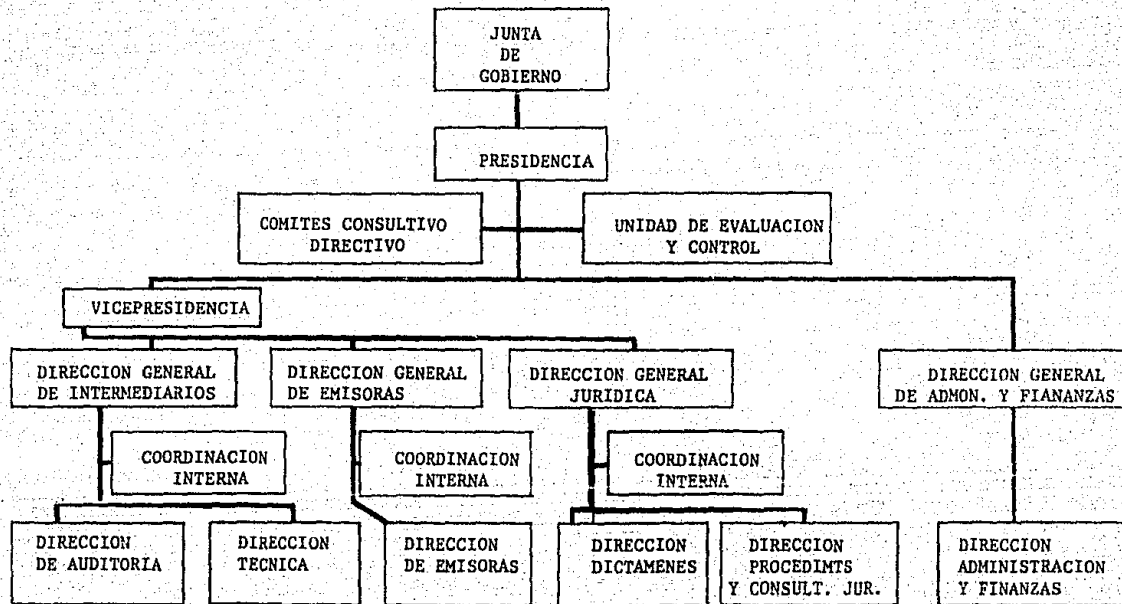 JUNTA
DE
GOBIERNO
PRESIDENCIA
COMITES CONSULTIVO
DIRECTIVO
UNIDAD DE EVALUACION
Y CONTROL
VICEPRESIDENCIA
DIRECCION GENERAL
DE INTERMEDIARIOS
DIRECCION GENERAL
DE EMISORAS
DIRECCION GENERAL
JURIDICA
DIRECCION GENERAL
DE ADMON. Y FIANANZAS
COORDINACION
INTERNA
COORDINACION
INTERNA
COORDINACION
INTERNA
DIRECCION
DE AUDITORIA
DIRECCION
TECNICA
DIRECCION
DE EMISORAS
DIRECCION
DICTAMENES
DIRECCION
PROCEDIMTS
Y CONSULT. JUR.
DIRECCION
ADMINISTRACION
Y FINANZAS